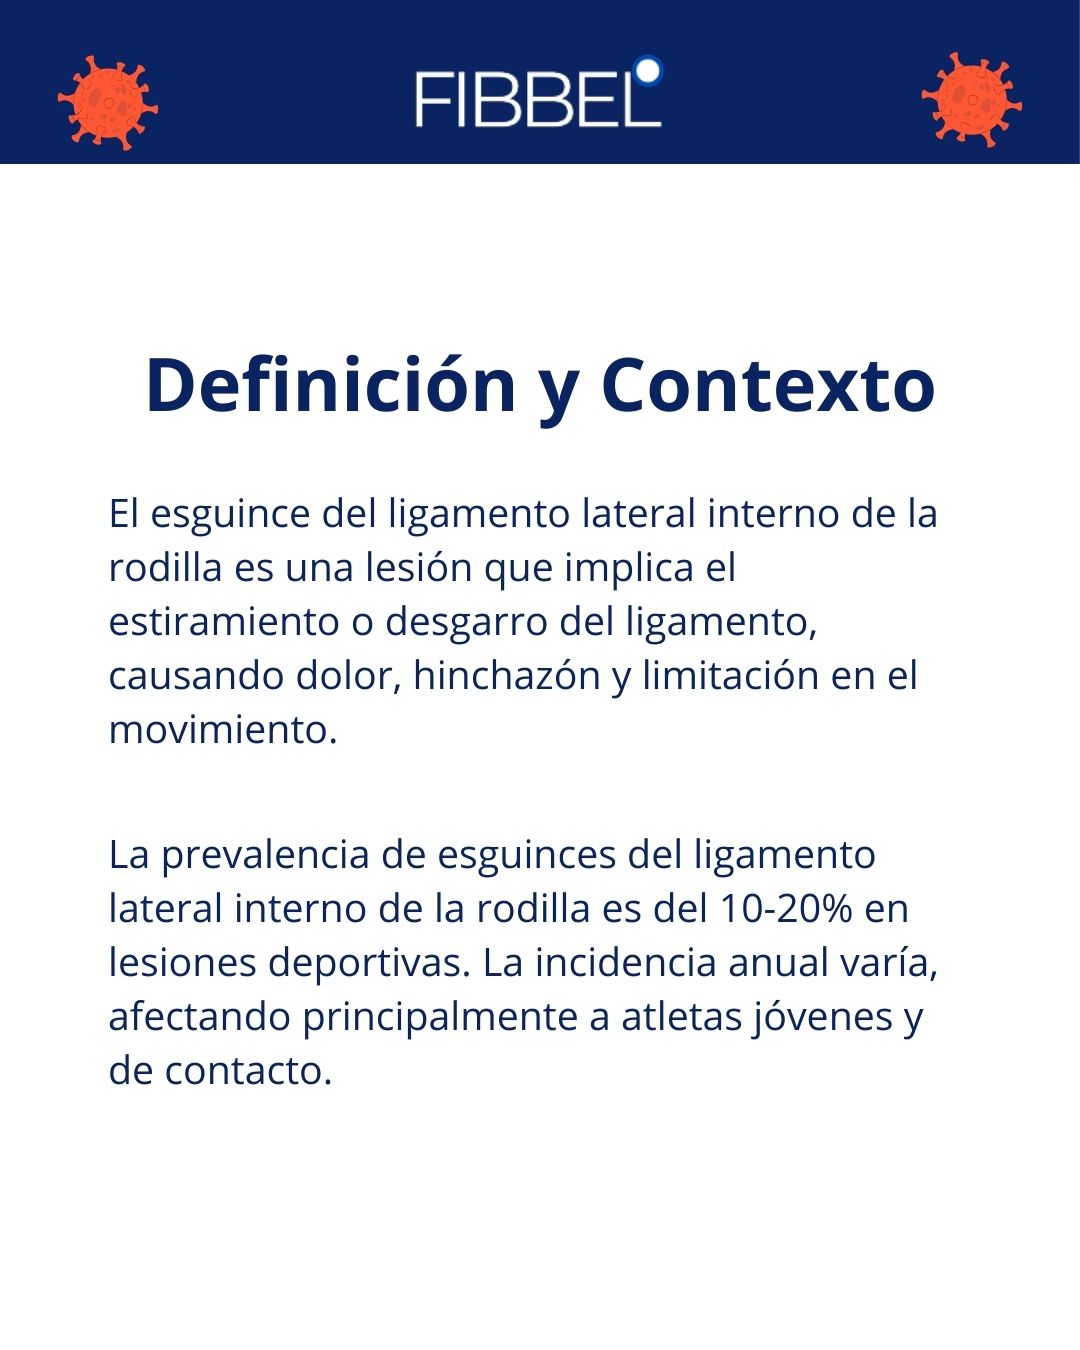 FIBBEL
Definición y Contexto
El esguince del ligamento lateral interno de la
rodilla es una lesión que implica el
estiramiento o desgarro del ligamento,
causando dolor, hinchazón y limitación en el
movimiento.
La prevalencia de esguinces del ligamento
lateral interno de la rodilla es del 10-20% en
lesiones deportivas. La incidencia anual varía,
afectando principalmente a atletas jóvenes y
de contacto.